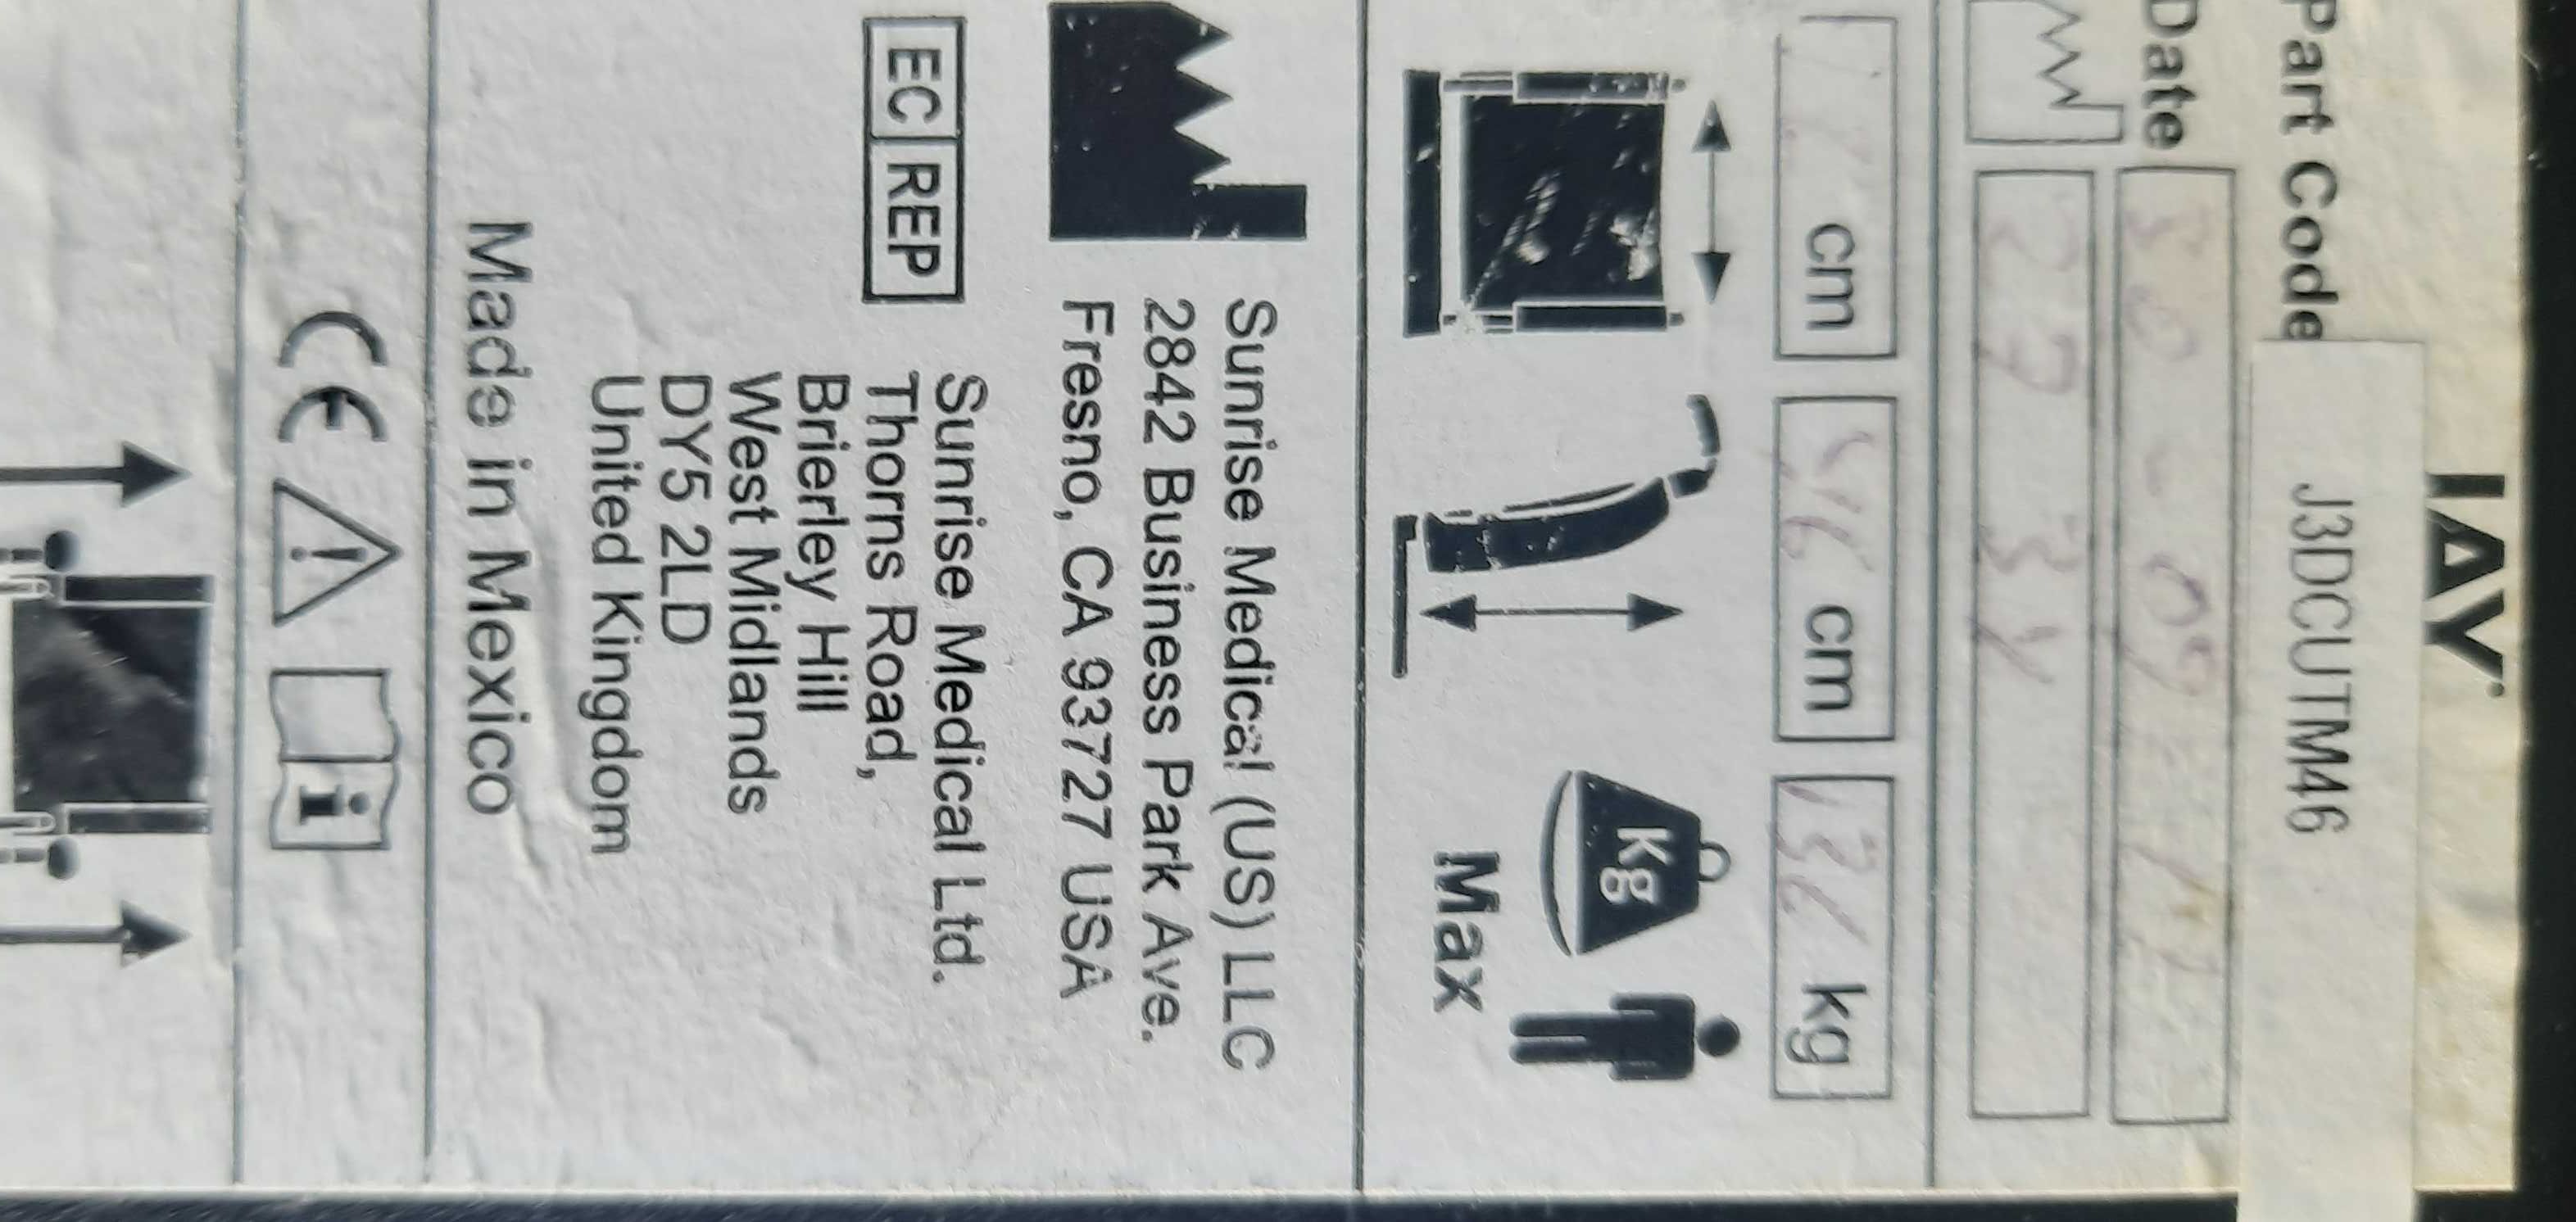 JAY
Part Code J3DCUTM46
Date
cm 46 cm kg
kg
Max
Sunrise Medical (US) LLC
2842 Business Park Ave.
Fresno, CA 93727 USA
EC REP
Sunrise Medical Ltd.
Thorns Road,
Brierley Hill
West Midlands
DY5 2LD
United Kingdom
Made in Mexico
CE
i